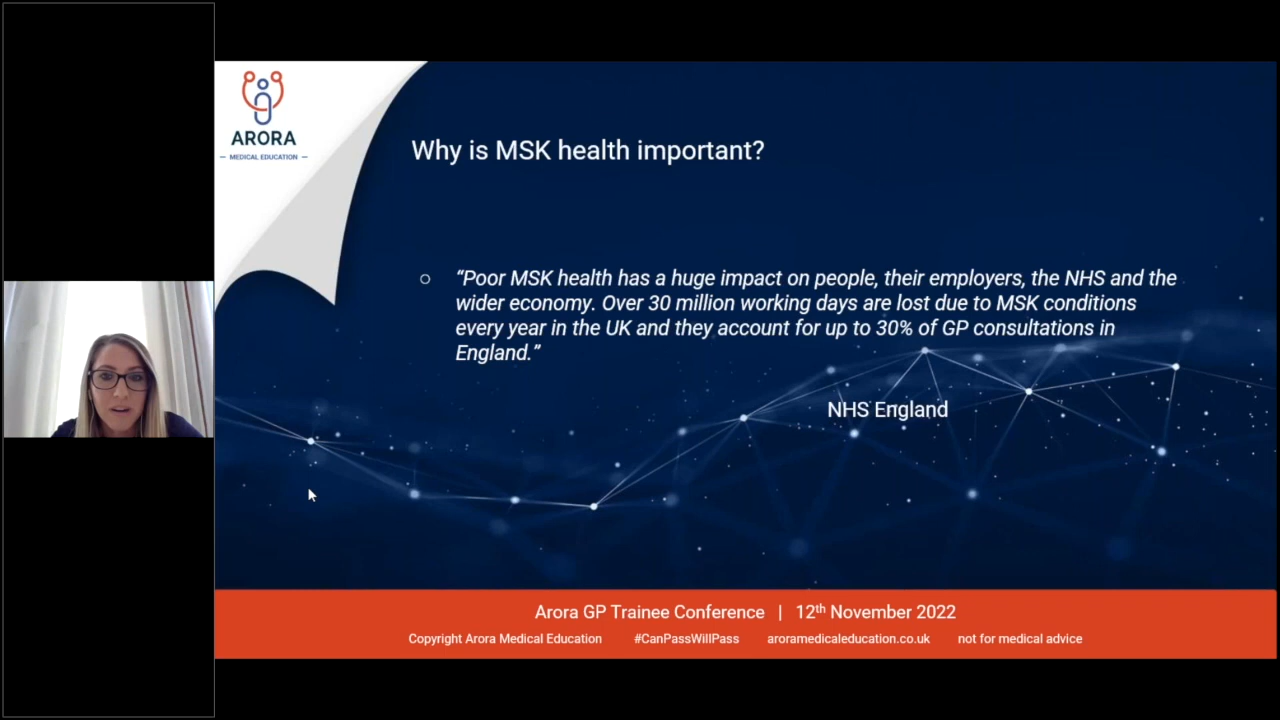 ARORA
— MEDICAL EDUCATION —
Why is MSK health important?
○ “Poor MSK health has a huge impact on people, their employers, the NHS and the
wider economy. Over 30 million working days are lost due to MSK conditions
every year in the UK and they account for up to 30% of GP consultations in
England.”
NHS England
Arora GP Trainee Conference | 12th November 2022
Copyright Arora Medical Education #CanPassWillPass aroramedicaleducation.co.uk not for medical advice